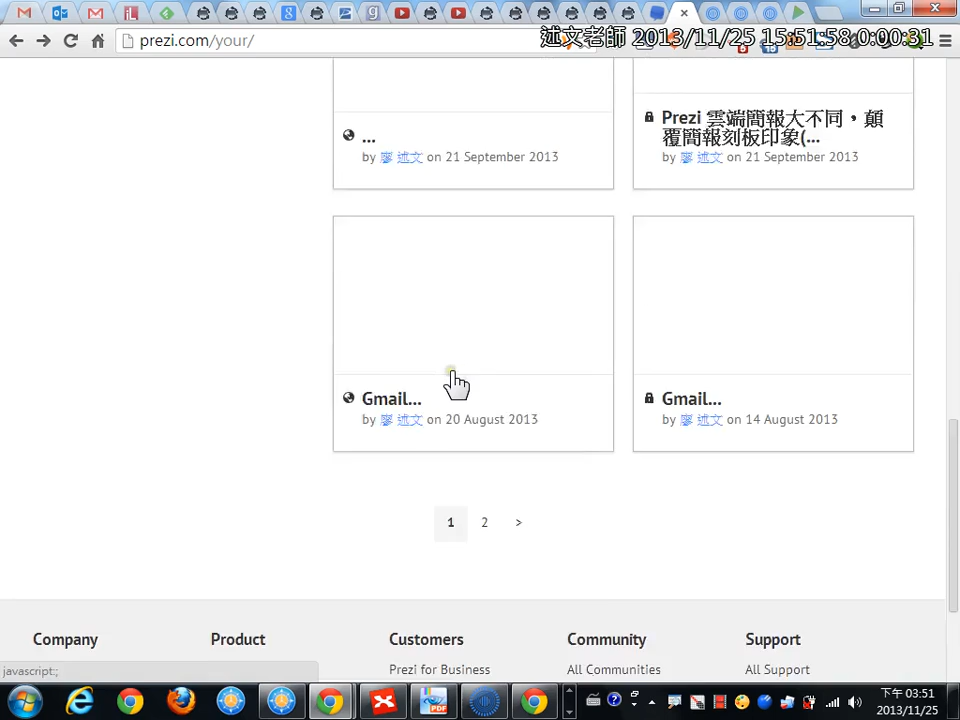 prezi.com/your/
述文老師 2013/11/25 15:51:58 0:00:31
...
by 廖 述文 on 21 September 2013
Prezi 雲端簡報大不同，顛
覆簡報刻板印象(...
by 廖 述文 on 21 September 2013
Gmail...
by 廖 述文 on 20 August 2013
Gmail...
by 廖 述文 on 14 August 2013
1 2 >
Company Product Customers Community Support
Prezi for Business All Communities All Support
javascript:;
下午 03:51
2013/11/25